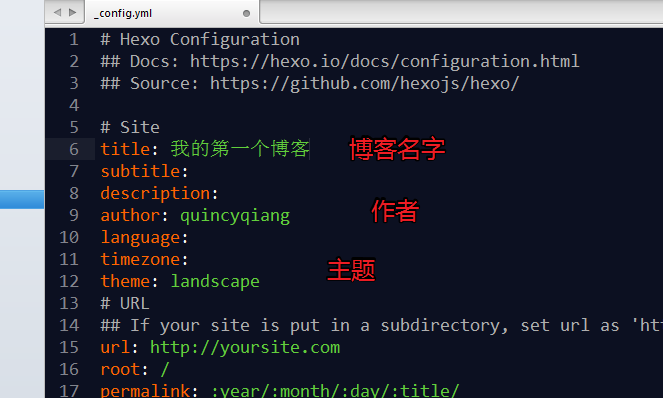 _config.yml
1 # Hexo Configuration
2 ## Docs: https://hexo.io/docs/configuration.html
3 ## Source: https://github.com/hexojs/hexo/
4
5 # Site
6 title: 我的第一个博客 博客名字
7 subtitle:
8 description:
9 author: quincyqiang 作者
10 language:
11 timezone:
主题
12 theme: landscape
13 # URL
14 ## If your site is put in a subdirectory, set url as 'htt
15 url: http://yoursite.com
16 root: /
17 permalink: :year/:month/:day/:title/